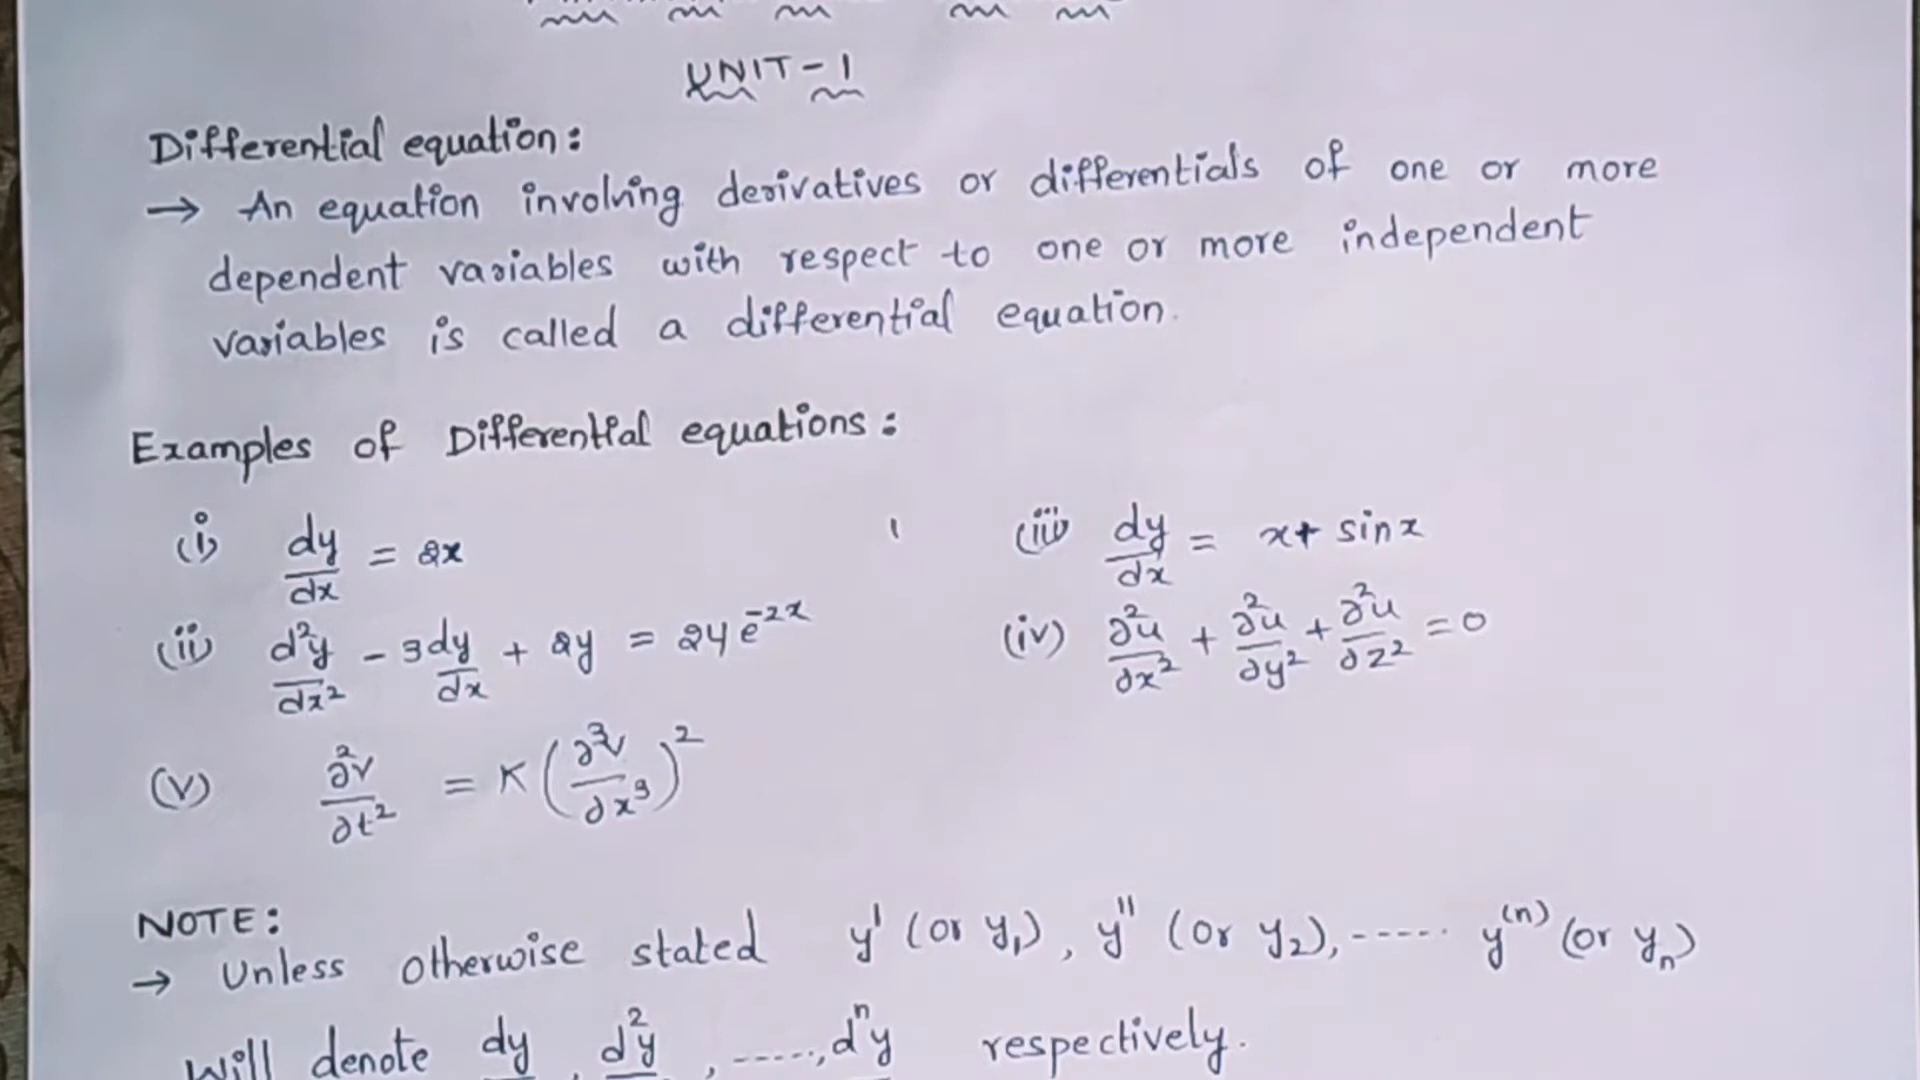 UNIT-1
Differential equation:
→ An equation involving derivatives or differentials of one or more
dependent variables with respect to one or more independent
variables is called a differential equation.
Examples of Differential equations:
(i) dy/dx = 2x
(iii) dy/dx = x + sin x
(ii) d²y/dx² - 3dy/dx + 2y = 24e⁻²ˣ
(iv) ∂²u/∂x² + ∂²u/∂y² + ∂²u/∂z² = 0
(v) ∂²v/∂t² = K(∂³v/∂x³)²
NOTE:
→ Unless otherwise stated y' (or y₁), y'' (or y₂), ----- y⁽ⁿ⁾ (or yₙ)
will denote dy, d²y, -----, dⁿy respectively.